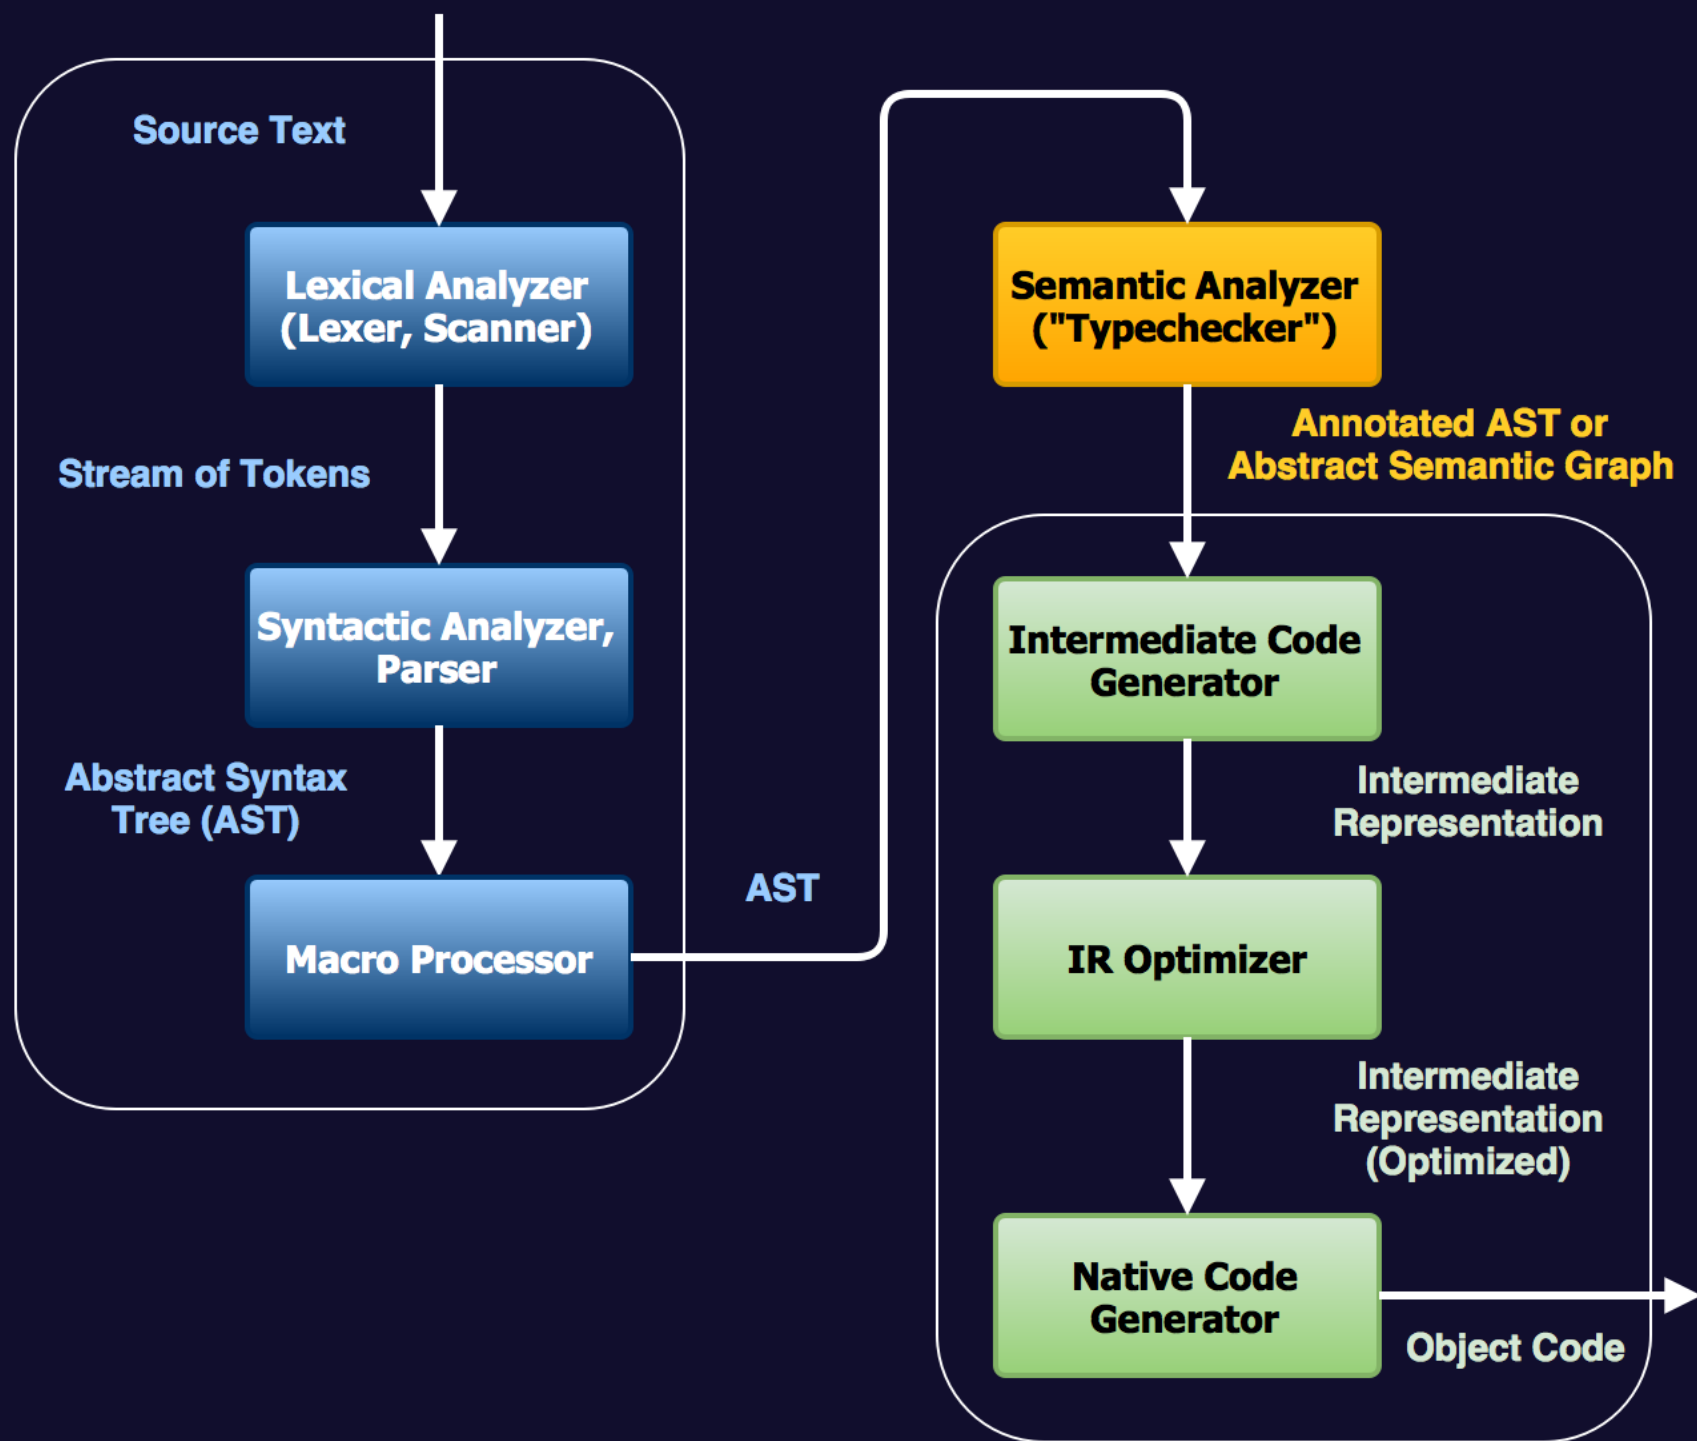 Source Text
Lexical Analyzer
(Lexer, Scanner)
Stream of Tokens
Syntactic Analyzer,
Parser
Abstract Syntax
Tree (AST)
Macro Processor
AST
Semantic Analyzer
("Typechecker")
Annotated AST or
Abstract Semantic Graph
Intermediate Code
Generator
Intermediate
Representation
IR Optimizer
Intermediate
Representation
(Optimized)
Native Code
Generator
Object Code